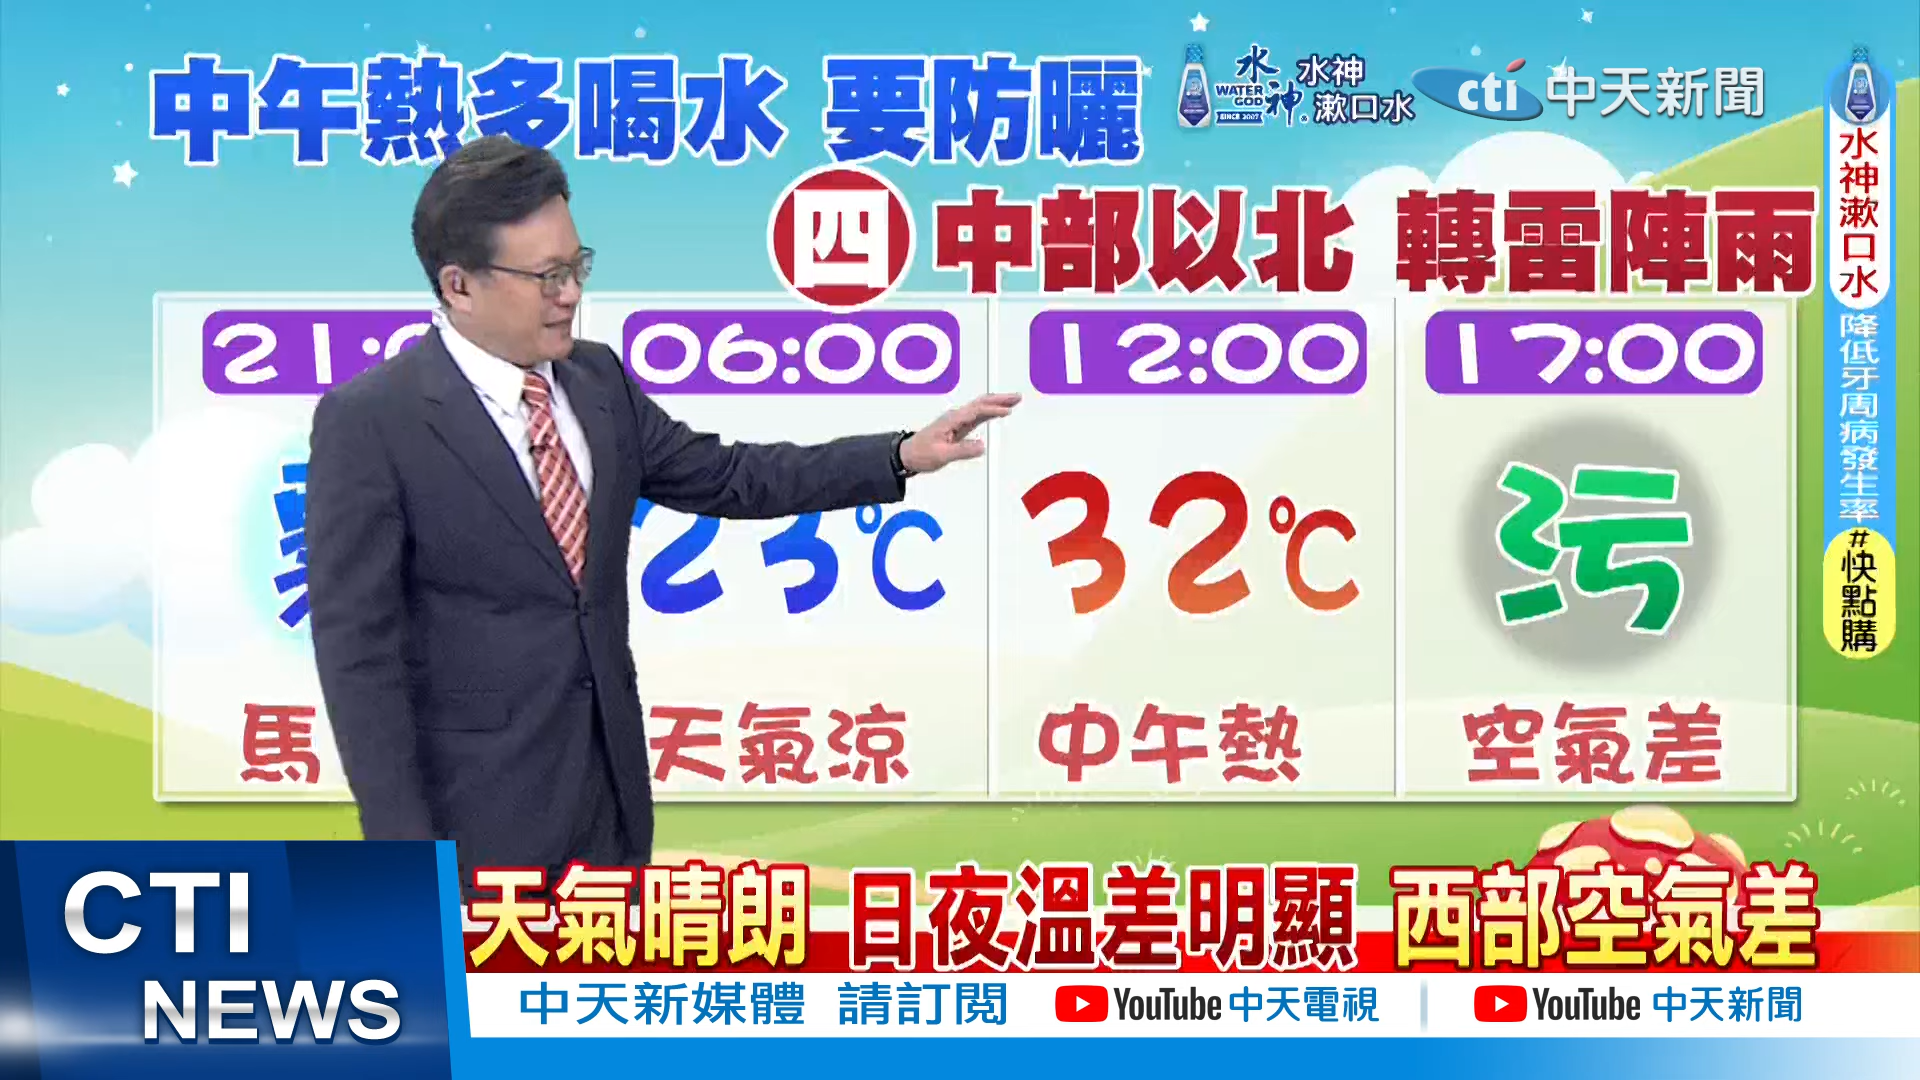 中午熱多喝水 要防曬
水神 WATER GOD SINCE 2007
水神漱口水
cti 中天新聞
四 中部以北 轉雷陣雨
06:00
12:00
17:00
23℃
32℃
污
馬
天氣涼
中午熱
空氣差
水神漱口水
降低牙周病發生率
#快點購
CTI NEWS
天氣晴朗 日夜溫差明顯 西部空氣差
中天新媒體 請訂閱 YouTube 中天電視 | YouTube 中天新聞